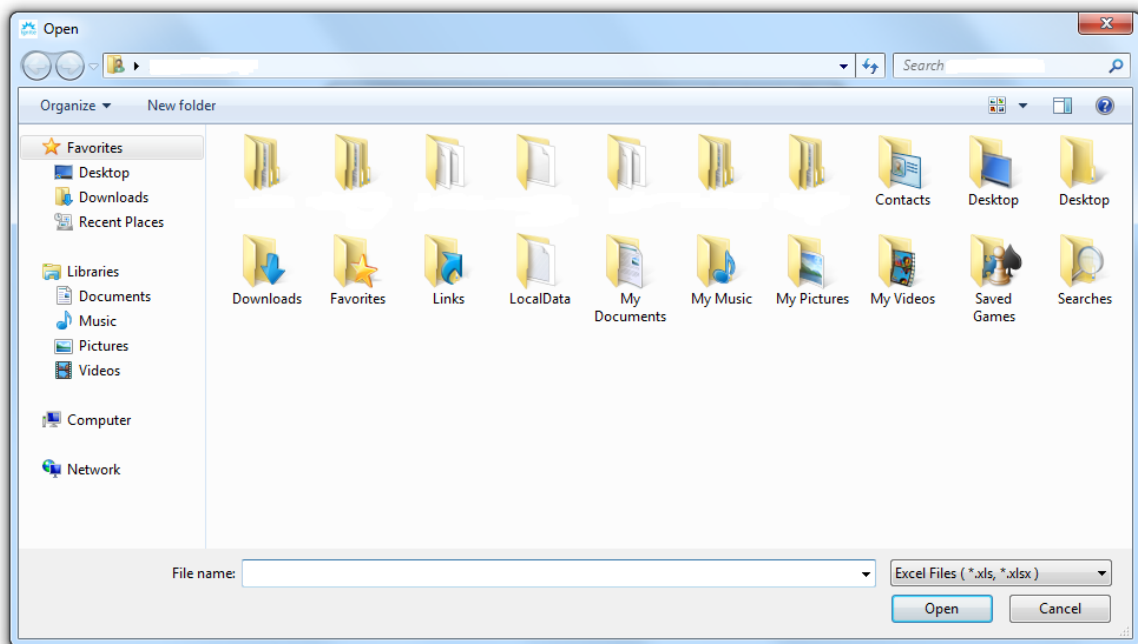 Open
Search
Organize
New folder
Favorites
Desktop
Downloads
Recent Places
Libraries
Documents
Music
Pictures
Videos
Computer
Network
Contacts
Desktop
Desktop
Downloads
Favorites
Links
LocalData
My
Documents
My Music
My Pictures
My Videos
Saved
Games
Searches
File name:
Excel Files ( *.xls, *.xlsx )
Open
Cancel